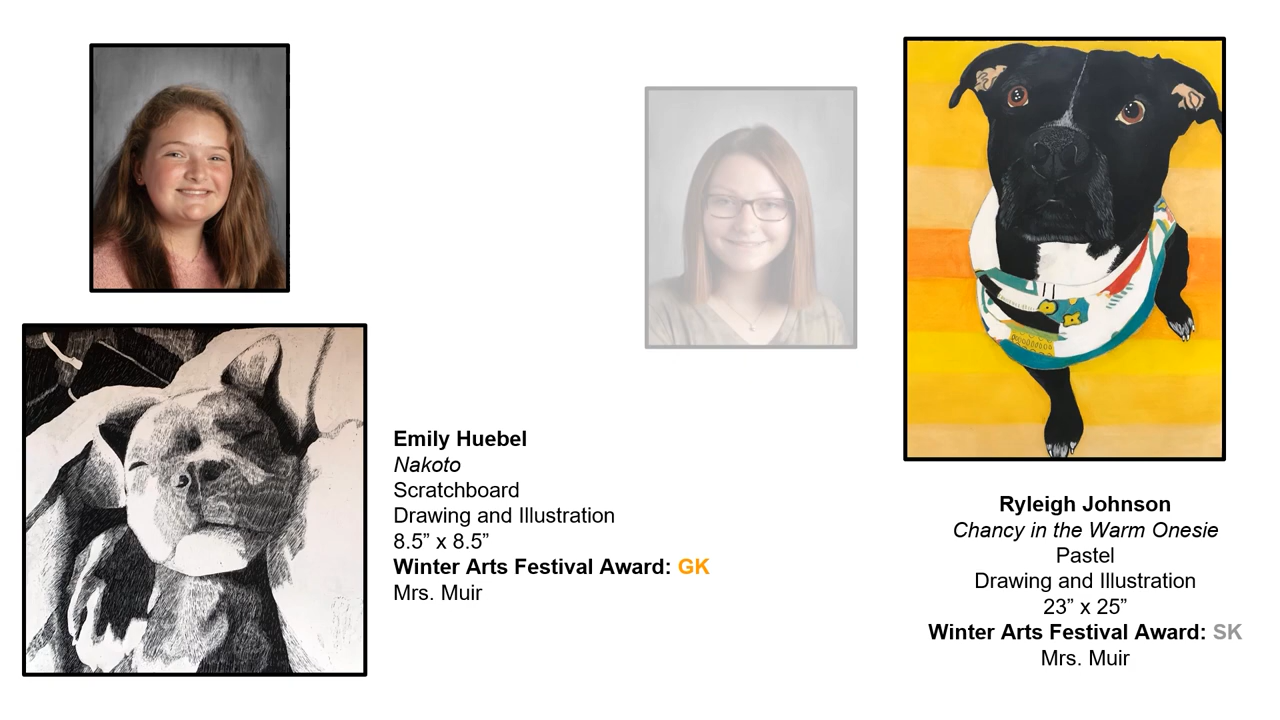 Emily Huebel
Nakoto
Scratchboard
Drawing and Illustration
8.5” x 8.5”
Winter Arts Festival Award: GK
Mrs. Muir
Ryleigh Johnson
Chancy in the Warm Onesie
Pastel
Drawing and Illustration
23” x 25”
Winter Arts Festival Award: SK
Mrs. Muir